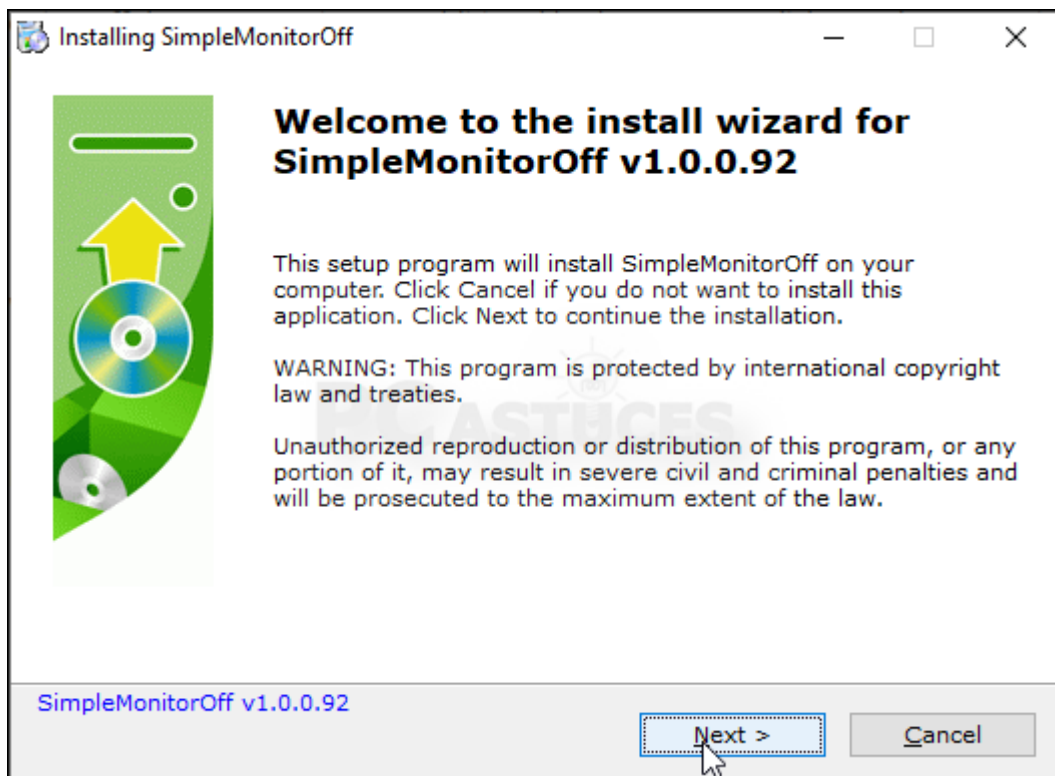 Installing SimpleMonitorOff
Welcome to the install wizard for
SimpleMonitorOff v1.0.0.92
This setup program will install SimpleMonitorOff on your
computer. Click Cancel if you do not want to install this
application. Click Next to continue the installation.
WARNING: This program is protected by international copyright
law and treaties.
PC ASTUCES
Unauthorized reproduction or distribution of this program, or any
portion of it, may result in severe civil and criminal penalties and
will be prosecuted to the maximum extent of the law.
SimpleMonitorOff v1.0.0.92
Next >
Cancel